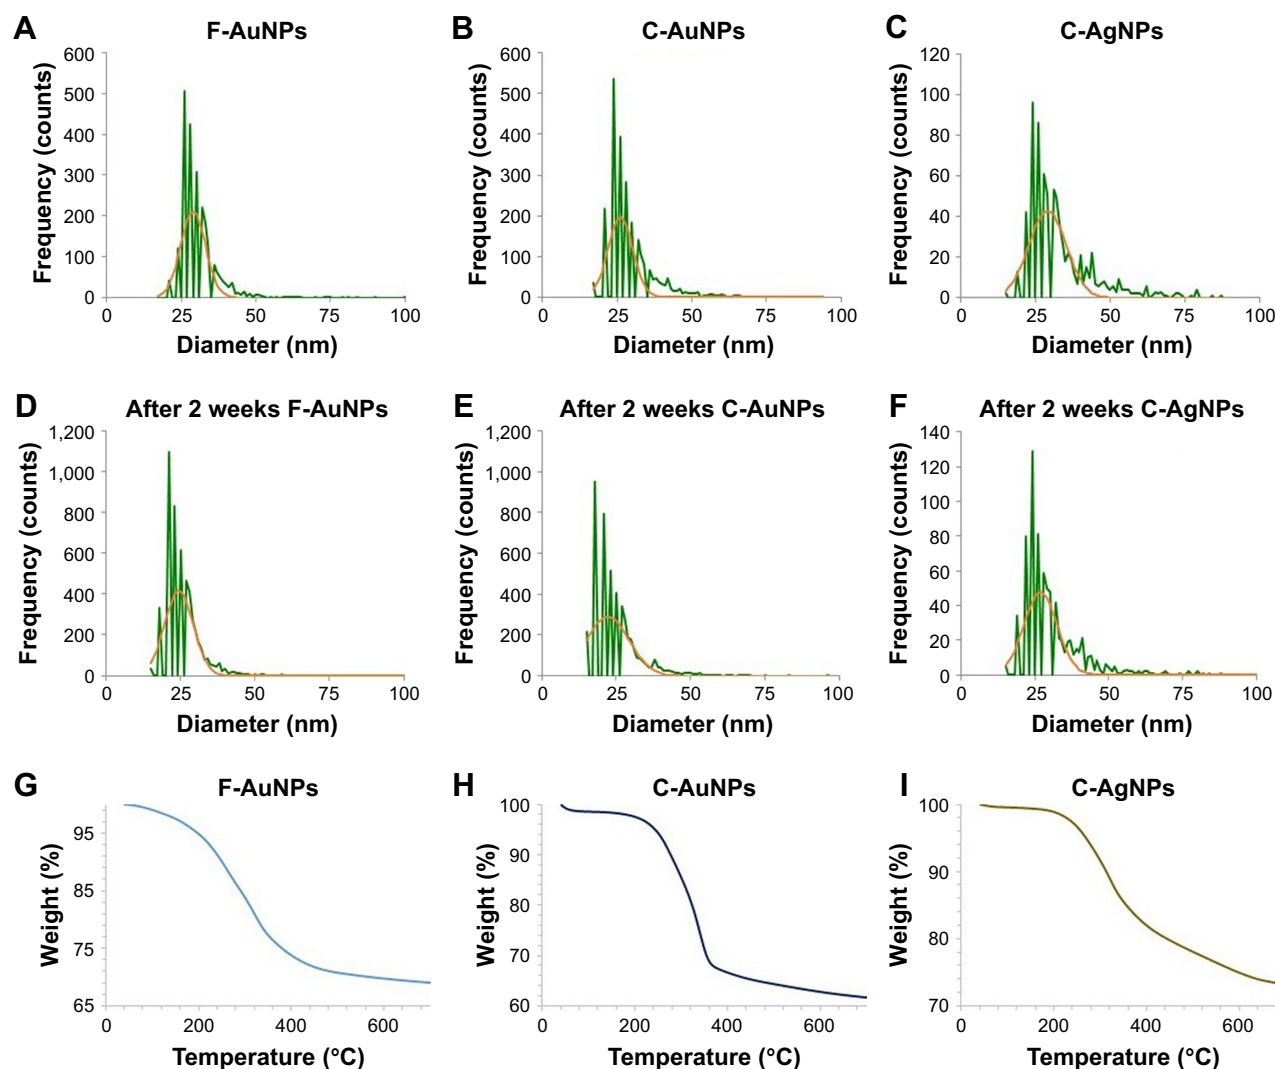 A
F-AuNPs
Frequency (counts)
600
500
400
300
200
100
0
0 25 50 75 100
Diameter (nm)
B
C-AuNPs
Frequency (counts)
600
500
400
300
200
100
0
0 25 50 75 100
Diameter (nm)
C
C-AgNPs
Frequency (counts)
120
100
80
60
40
20
0
0 25 50 75 100
Diameter (nm)
D
After 2 weeks F-AuNPs
Frequency (counts)
1,200
1,000
800
600
400
200
0
0 25 50 75 100
Diameter (nm)
E
After 2 weeks C-AuNPs
Frequency (counts)
1,200
1,000
800
600
400
200
0
0 25 50 75 100
Diameter (nm)
F
After 2 weeks C-AgNPs
Frequency (counts)
140
120
100
80
60
40
20
0
0 25 50 75 100
Diameter (nm)
G
F-AuNPs
Weight (%)
95
85
75
65
0 200 400 600
Temperature (°C)
H
C-AuNPs
Weight (%)
100
90
80
70
60
0 200 400 600
Temperature (°C)
I
C-AgNPs
Weight (%)
100
90
80
70
0 200 400 600
Temperature (°C)